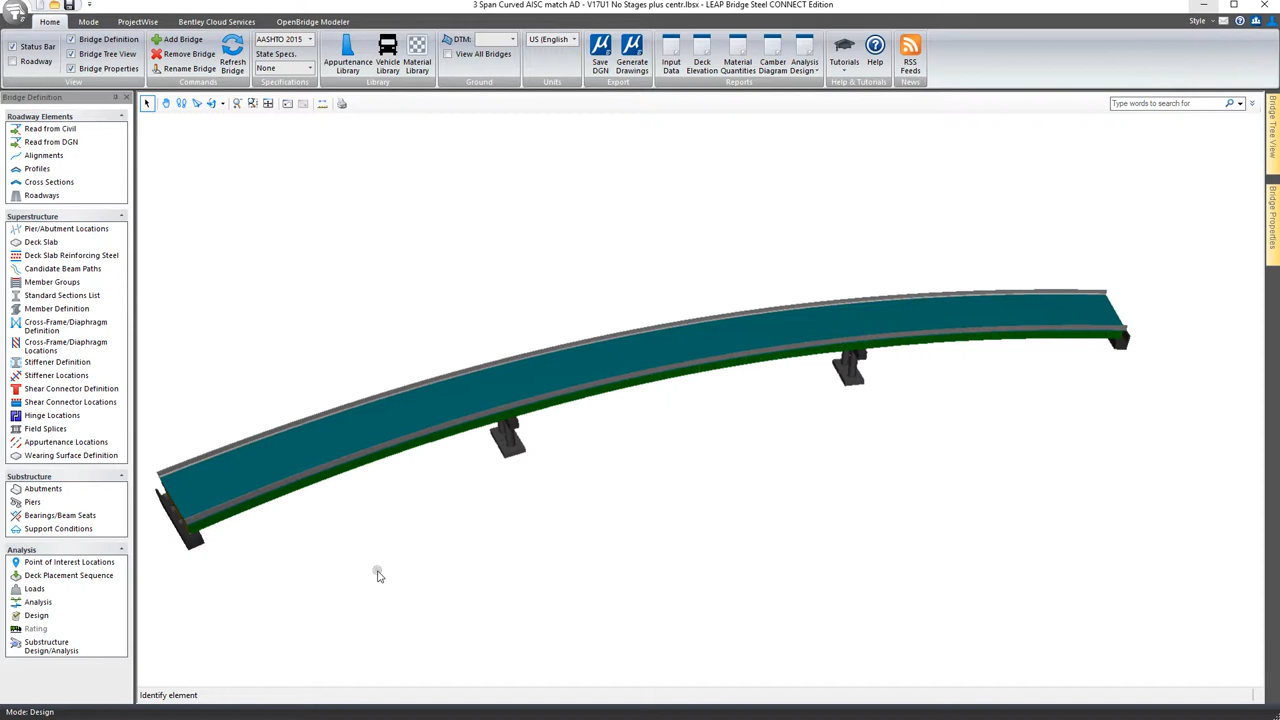 3 Span Curved AISC match AD - V17U1 No Stages plus centr.lbsx - LEAP Bridge Steel CONNECT Edition
Home Mode ProjectWise Bentley Cloud Services OpenBridge Modeler Style
Status Bar
Roadway
Bridge Definition
Bridge Tree View
Bridge Properties
View
Add Bridge
Remove Bridge
Rename Bridge
Refresh
Bridge
Commands
AASHTO 2015
State Specs.
None
Specifications
Appurtenance
Library
Vehicle
Library
Material
Library
Library
DTM:
View All Bridges
Ground
US (English
Units
Save
DGN
Generate
Drawings
Export
Input
Data
Deck
Elevation
Material
Quantities
Camber
Diagram
Analysis
Design
Reports
Tutorials
Help
Help & Tutorials
RSS
Feeds
News
Bridge Definition
Roadway Elements
Read from Civil
Read from DGN
Alignments
Profiles
Cross Sections
Roadways
Superstructure
Pier/Abutment Locations
Deck Slab
Deck Slab Reinforcing Steel
Candidate Beam Paths
Member Groups
Standard Sections List
Member Definition
Cross-Frame/Diaphragm
Definition
Cross-Frame/Diaphragm
Locations
Stiffener Definition
Stiffener Locations
Shear Connector Definition
Shear Connector Locations
Hinge Locations
Field Splices
Appurtenance Locations
Wearing Surface Definition
Substructure
Abutments
Piers
Bearings/Beam Seats
Support Conditions
Analysis
Point of Interest Locations
Deck Placement Sequence
Loads
Analysis
Design
Rating
Substructure
Design/Analysis
Type words to search for
Bridge Tree View
Bridge Properties
Identify element
Mode: Design